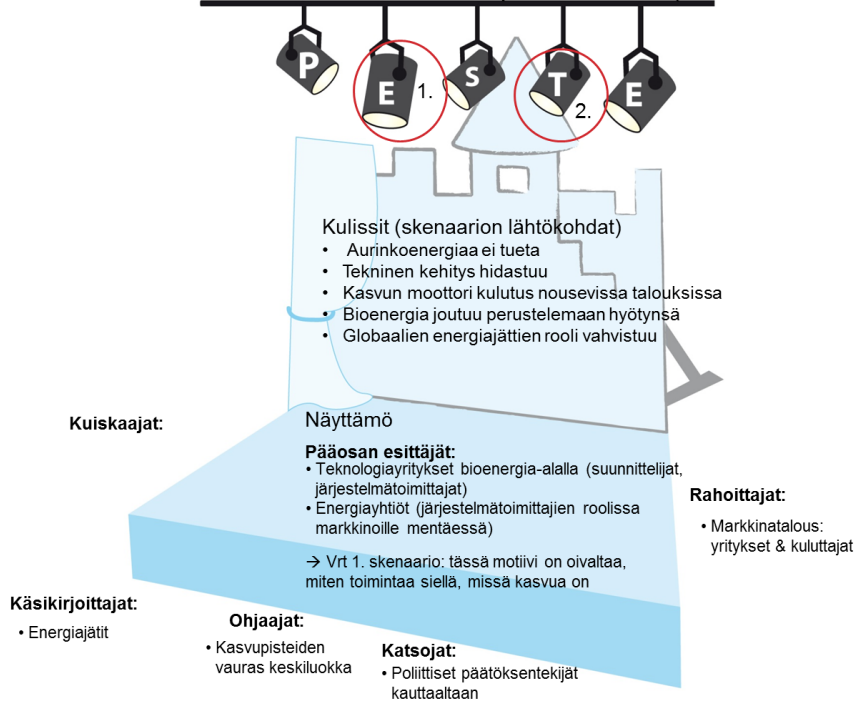 P
E
1.
S
T
2.
E
Kulissit (skenaarion lähtökohdat)
• Aurinkoenergiaa ei tueta
• Tekninen kehitys hidastuu
• Kasvun moottori kulutus nousevissa talouksissa
• Bioenergia joutuu perustelemaan hyötynsä
• Globaalien energiajättien rooli vahvistuu
Kuiskaajat:
Näyttämö
Pääosan esittäjät:
• Teknologiayritykset bioenergia-alalla (suunnittelijat,
järjestelmätoimittajat)
• Energiayhtiöt (järjestelmätoimittajien roolissa
markkinoille mentäessä)
→ Vrt 1. skenaario: tässä motiivi on oivaltaa,
miten toimintaa siellä, missä kasvua on
Rahoittajat:
• Markkinatalous:
yritykset & kuluttajat
Käsikirjoittajat:
• Energiajätit
Ohjaajat:
• Kasvupisteiden
vauras keskiluokka
Katsojat:
• Poliittiset päätöksentekijät
kauttaaltaan